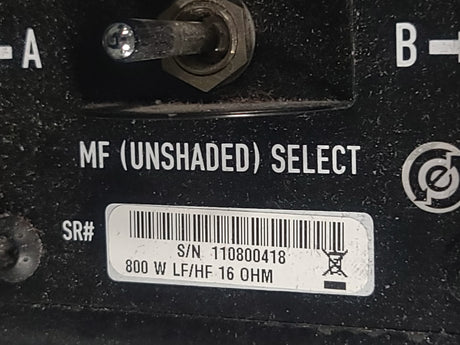 A
B
MF (UNSHADED) SELECT
SR#
S/N 110800418
800 W LF/HF 16 OHM